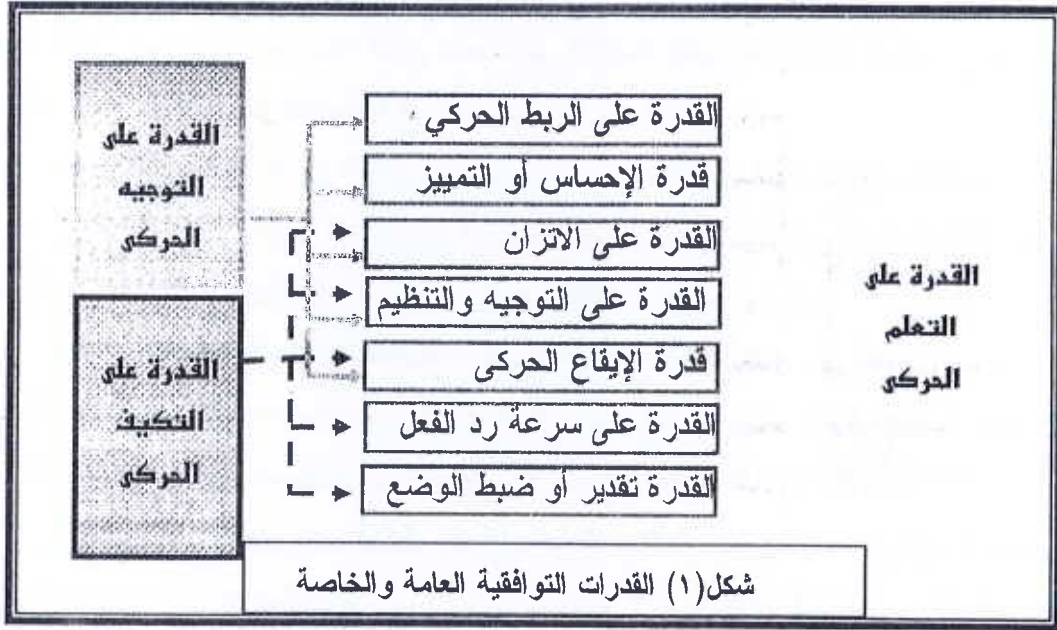 القدرة على
التعلم
الحركى
القدرة على الربط الحركي
قدرة الإحساس أو التمييز
القدرة على الاتزان
القدرة على التوجيه والتنظيم
قدرة الإيقاع الحركى
القدرة على سرعة رد الفعل
القدرة تقدير أو ضبط الوضع
القدرة على
التوجيه
الحركى
القدرة على
التكيف
الحركى
شكل(١) القدرات التوافقية العامة والخاصة